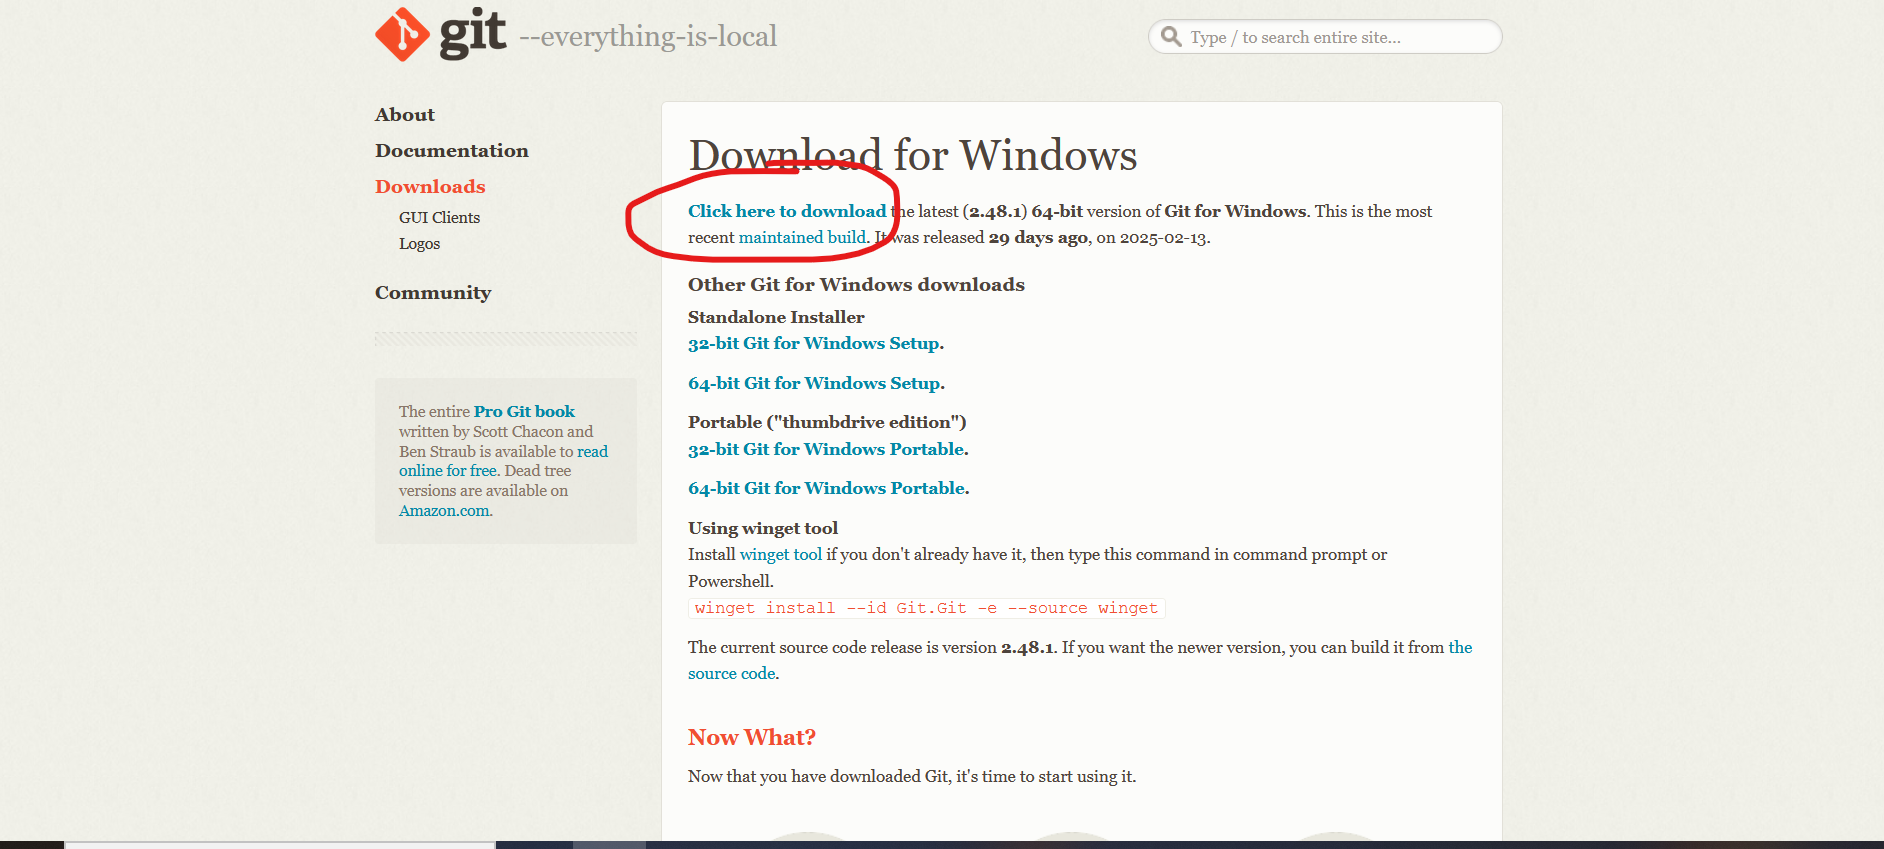 git --everything-is-local
Type / to search entire site...
About
Documentation
Downloads
GUI Clients
Logos
Community
The entire Pro Git book
written by Scott Chacon and
Ben Straub is available to read
online for free. Dead tree
versions are available on
Amazon.com.
Download for Windows
Click here to download the latest (2.48.1) 64-bit version of Git for Windows. This is the most
recent maintained build. It was released 29 days ago, on 2025-02-13.
Other Git for Windows downloads
Standalone Installer
32-bit Git for Windows Setup.
64-bit Git for Windows Setup.
Portable ("thumbdrive edition")
32-bit Git for Windows Portable.
64-bit Git for Windows Portable.
Using winget tool
Install winget tool if you don't already have it, then type this command in command prompt or
Powershell.
winget install --id Git.Git -e --source winget
The current source code release is version 2.48.1. If you want the newer version, you can build it from the
source code.
Now What?
Now that you have downloaded Git, it's time to start using it.